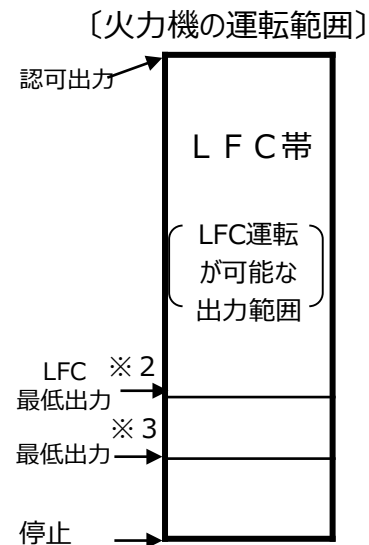 〔火力機の運転範囲〕
認可出力
ＬＦＣ帯
LFC運転
が可能な
出力範囲
LFC ※２
最低出力
※３
最低出力
停止